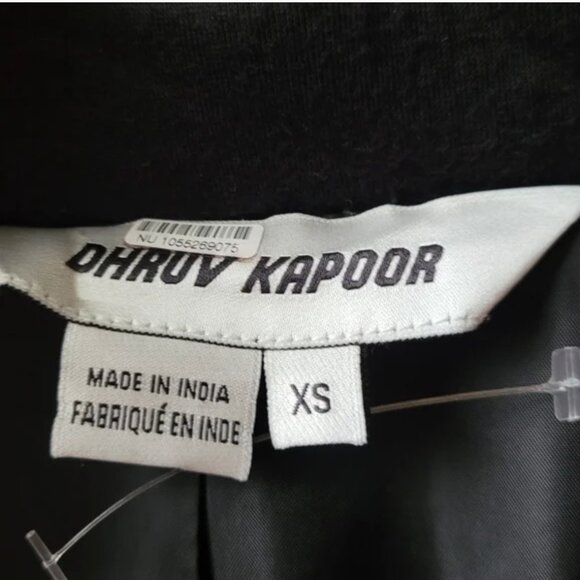 NU 1055269075
DHRUV KAPOOR
MADE IN INDIA
FABRIQUÉ EN INDE
XS